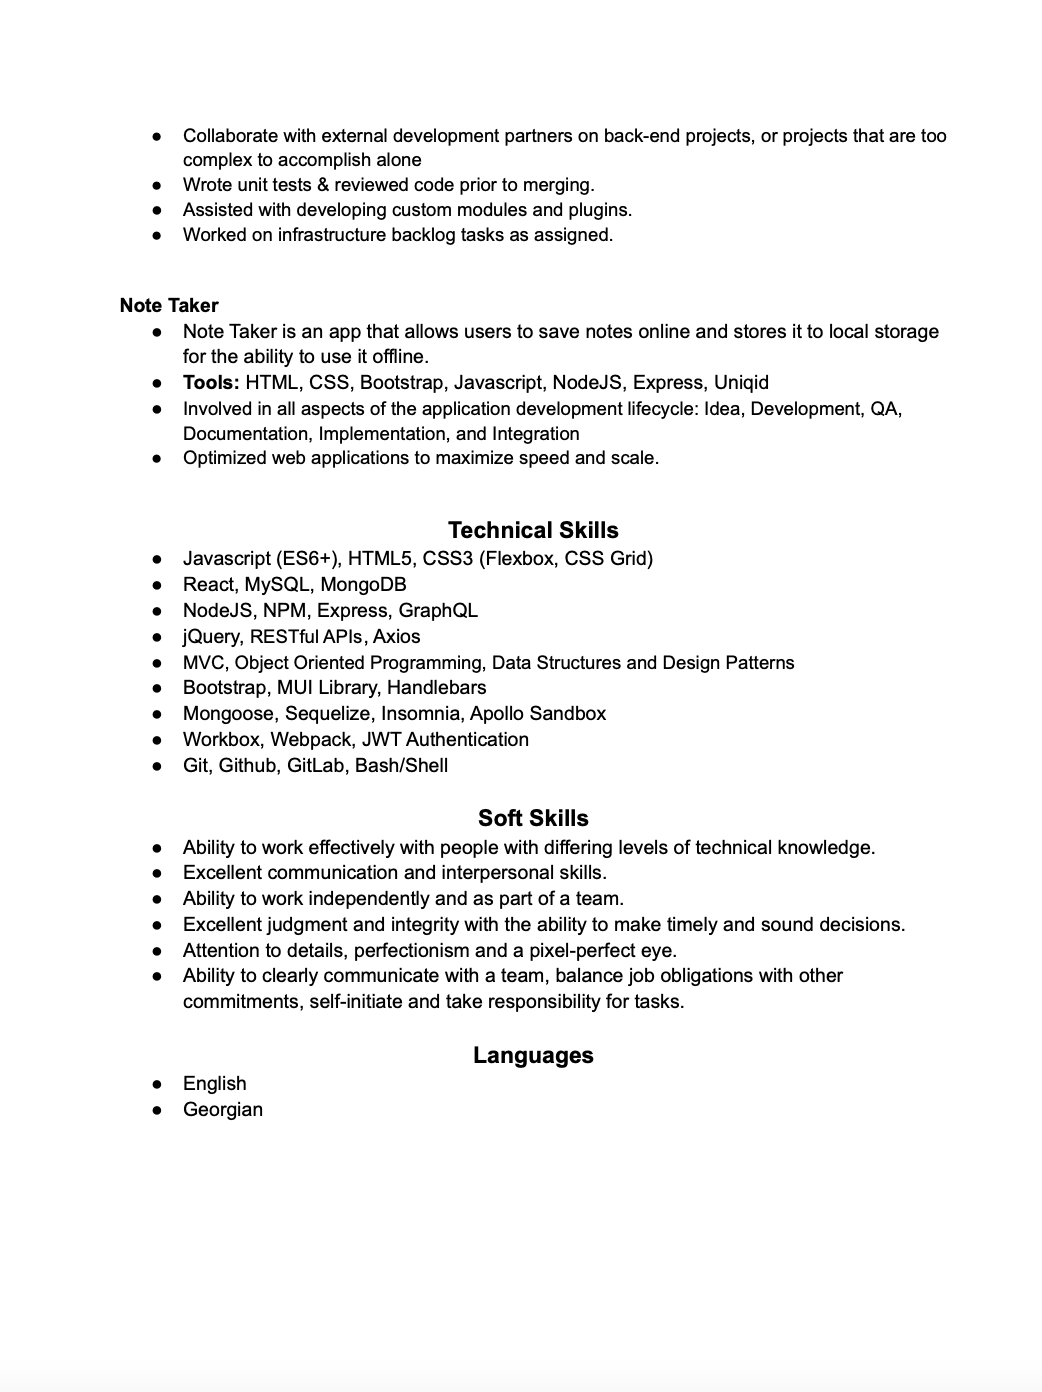 ● Collaborate with external development partners on back-end projects, or projects that are too
complex to accomplish alone
● Wrote unit tests & reviewed code prior to merging.
● Assisted with developing custom modules and plugins.
● Worked on infrastructure backlog tasks as assigned.
Note Taker
● Note Taker is an app that allows users to save notes online and stores it to local storage
for the ability to use it offline.
● Tools: HTML, CSS, Bootstrap, Javascript, NodeJS, Express, Uniqid
● Involved in all aspects of the application development lifecycle: Idea, Development, QA,
Documentation, Implementation, and Integration
● Optimized web applications to maximize speed and scale.
Technical Skills
● Javascript (ES6+), HTML5, CSS3 (Flexbox, CSS Grid)
● React, MySQL, MongoDB
● NodeJS, NPM, Express, GraphQL
● jQuery, RESTful APIs, Axios
● MVC, Object Oriented Programming, Data Structures and Design Patterns
● Bootstrap, MUI Library, Handlebars
● Mongoose, Sequelize, Insomnia, Apollo Sandbox
● Workbox, Webpack, JWT Authentication
● Git, Github, GitLab, Bash/Shell
Soft Skills
● Ability to work effectively with people with differing levels of technical knowledge.
● Excellent communication and interpersonal skills.
● Ability to work independently and as part of a team.
● Excellent judgment and integrity with the ability to make timely and sound decisions.
● Attention to details, perfectionism and a pixel-perfect eye.
● Ability to clearly communicate with a team, balance job obligations with other
commitments, self-initiate and take responsibility for tasks.
Languages
● English
● Georgian